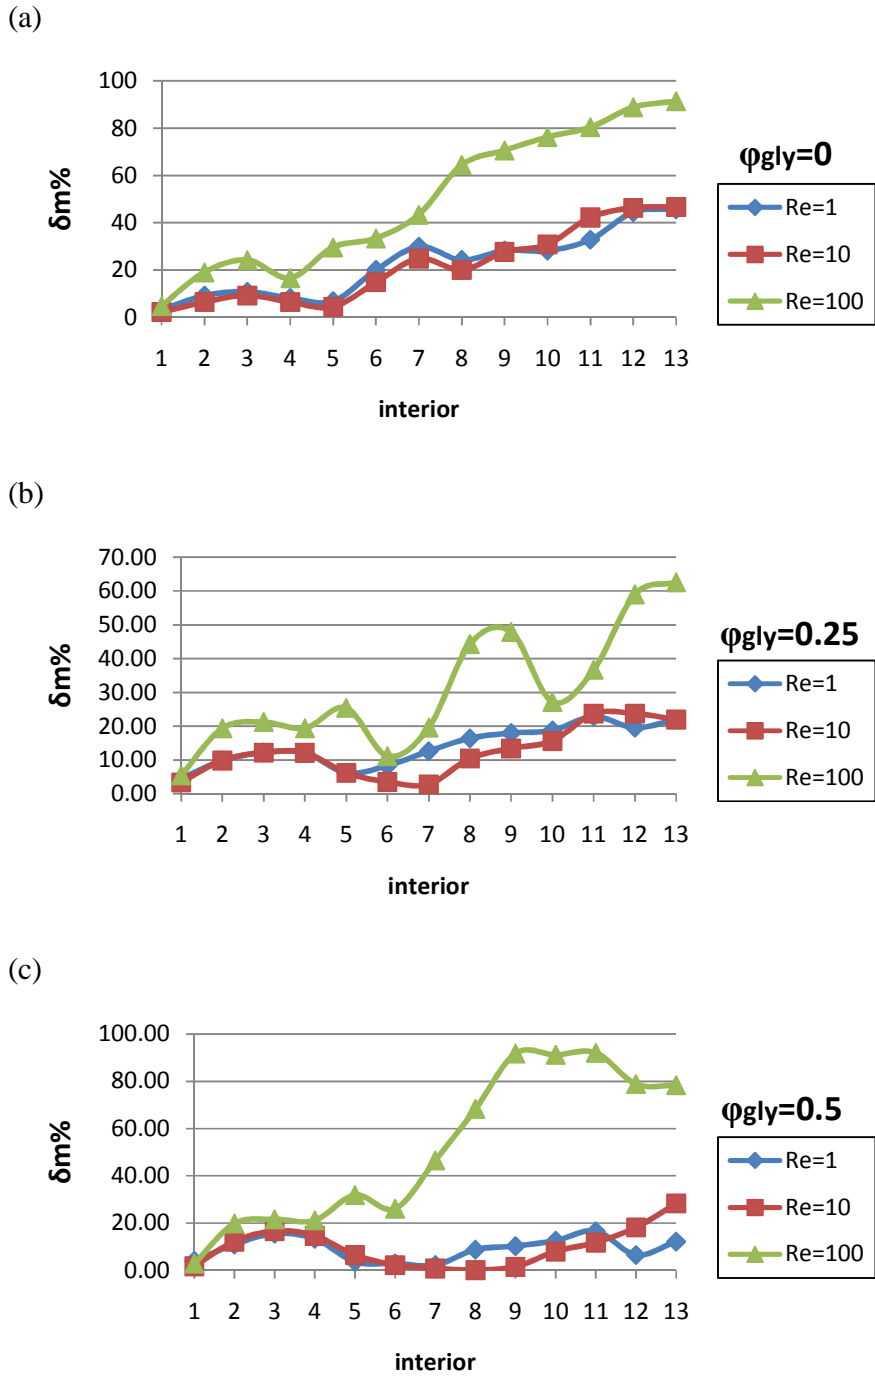 (a)
100
80
60
40
20
0
δm%
1 2 3 4 5 6 7 8 9 10 11 12 13
interior
φgly=0
Re=1
Re=10
Re=100
(b)
70.00
60.00
50.00
40.00
30.00
20.00
10.00
0.00
δm%
1 2 3 4 5 6 7 8 9 10 11 12 13
interior
φgly=0.25
Re=1
Re=10
Re=100
(c)
100.00
80.00
60.00
40.00
20.00
0.00
δm%
1 2 3 4 5 6 7 8 9 10 11 12 13
interior
φgly=0.5
Re=1
Re=10
Re=100